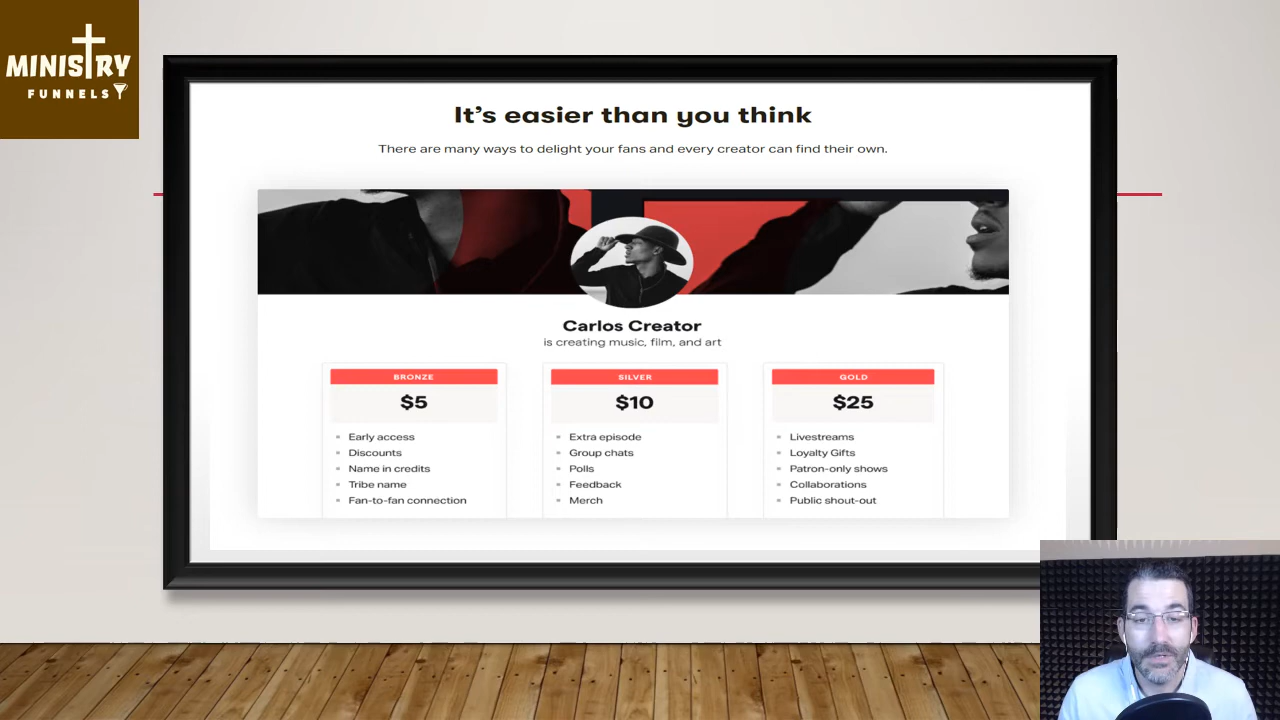 MINISTRY
FUNNELS
It's easier than you think
There are many ways to delight your fans and every creator can find their own.
Carlos Creator
is creating music, film, and art
BRONZE
$5
Early access
Discounts
Name in credits
Tribe name
Fan-to-fan connection
SILVER
$10
Extra episode
Group chats
Polls
Feedback
Merch
GOLD
$25
Livestreams
Loyalty Gifts
Patron-only shows
Collaborations
Public shout-out